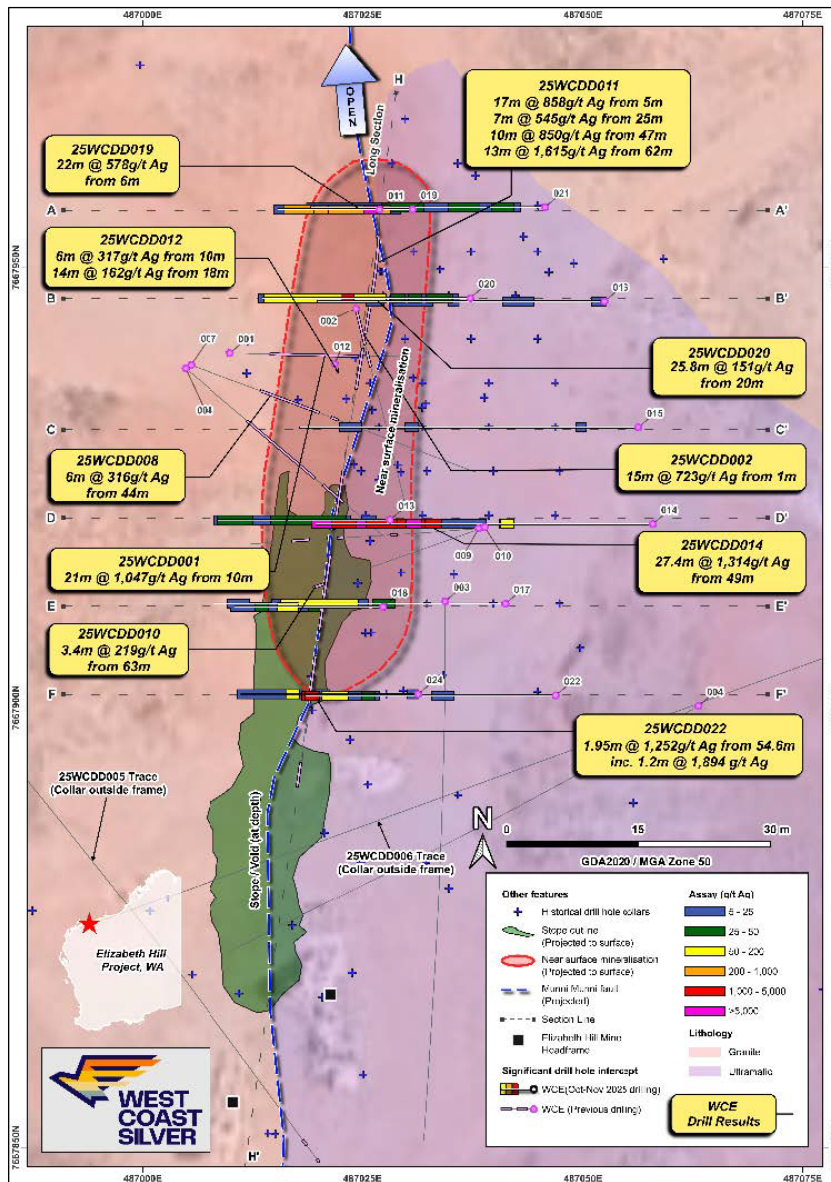 487000E
487025E
487050E
487075E
7667950N
7667900N
OPEN
H
Long Section
25WCDD011
17m @ 858g/t Ag from 5m
7m @ 545g/t Ag from 25m
10m @ 850g/t Ag from 47m
13m @ 1,615g/t Ag from 62m
25WCDD019
22m @ 578g/t Ag
from 6m
011
019
021
A
A'
25WCDD012
6m @ 317g/t Ag from 10m
14m @ 162g/t Ag from 18m
B
020
B'
002
007
001
012
004
25WCDD020
25.8m @ 151g/t Ag
from 20m
Near surface mineralisation
C
015
C'
25WCDD008
6m @ 316g/t Ag
from 44m
25WCDD002
15m @ 723g/t Ag from 1m
D
013
014
D'
009
010
25WCDD001
21m @ 1,047g/t Ag from 10m
25WCDD014
27.4m @ 1,314g/t Ag
from 49m
E
003
017
E'
25WCDD010
3.4m @ 219g/t Ag
from 63m
F
024
022
004
F'
25WCDD022
1.95m @ 1,252g/t Ag from 54.6m
inc. 1.2m @ 1,894 g/t Ag
25WCDD005 Trace
(Collar outside frame)
Stope / Void (at depth)
25WCDD006 Trace
(Collar outside frame)
N
0
15
30 m
GDA2020 / MGA Zone 50
Elizabeth Hill
Project, WA
Other features
Historical drill hole collars
Stope outline
(Projected to surface)
Near surface mineralisation
(Projected to surface)
Munni Munni fault
(Projected)
Section Line
Elizabeth Hill Mine
Headframe
Significant drill hole intercept
WCE(Oct-Nov 2025 drilling)
WCE (Previous drilling)
Assay (g/t Ag)
5 - 25
25 - 50
50 - 200
200 - 1,000
1,000 - 5,000
>5,000
Lithology
Granite
Ultramafic
WCE
Drill Results
WEST
COAST
SILVER
H'
487000E
487025E
487050E
487075E